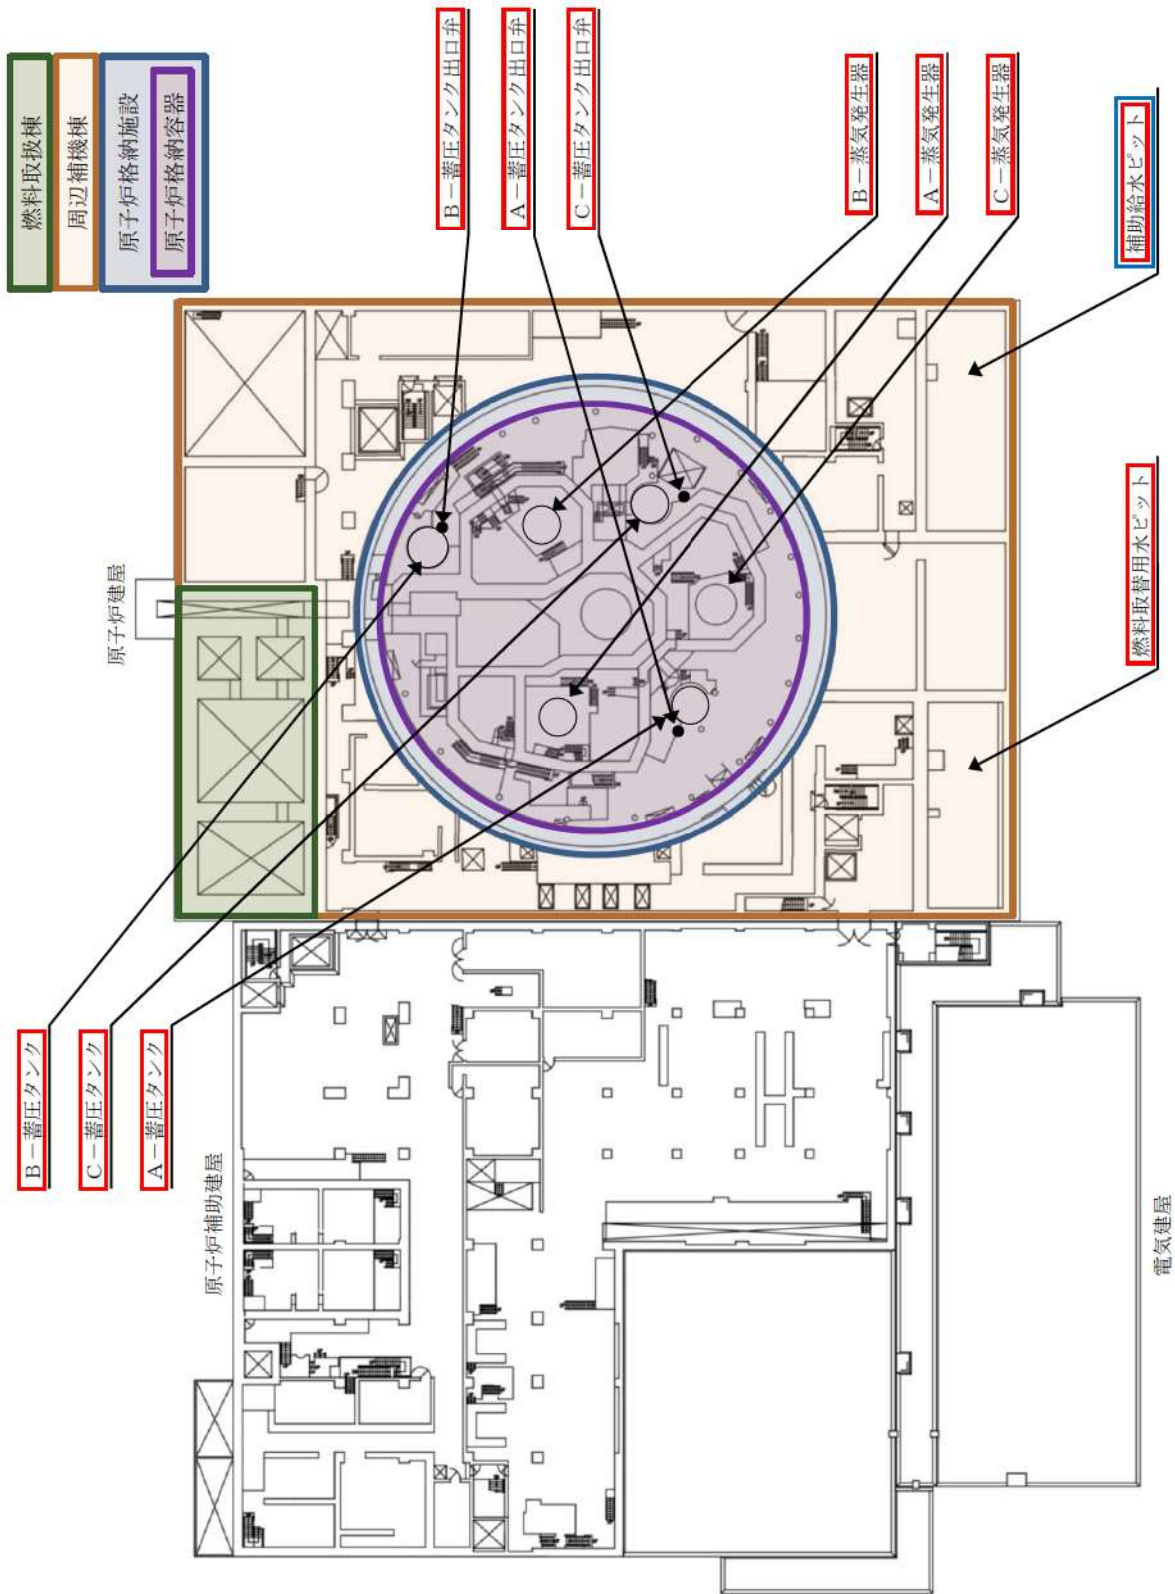 燃料取扱棟
周辺補機棟
原子炉格納施設
原子炉格納容器
B－蓄圧タンク出口弁
A－蓄圧タンク出口弁
C－蓄圧タンク出口弁
B－蒸気発生器
A－蒸気発生器
C－蒸気発生器
補助給水ピット
燃料取替用水ピット
原子炉建屋
B－蓄圧タンク
C－蓄圧タンク
A－蓄圧タンク
原子炉補助建屋
電気建屋